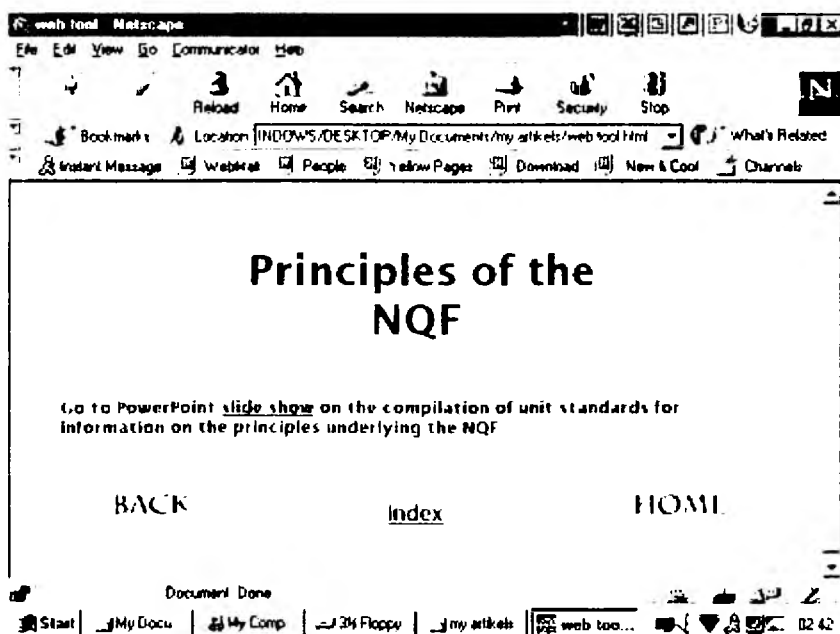 web tool Netscape
File Edit View Go Communicator Help
Reload Home Search Netscape Print Security Stop N
Bookmarks Location INDOWS/DESKTOP/My Documents/my artikels/web tool html What's Related
Instant Message WebMail People Yellow Pages Download New & Cool Channels
Principles of the
NQF
Go to PowerPoint slide show on the compilation of unit standards for
information on the principles underlying the NQF
BACK Index HOME
Document Done
Start My Docu My Comp 3½ Floppy my artikels web too... 02 42